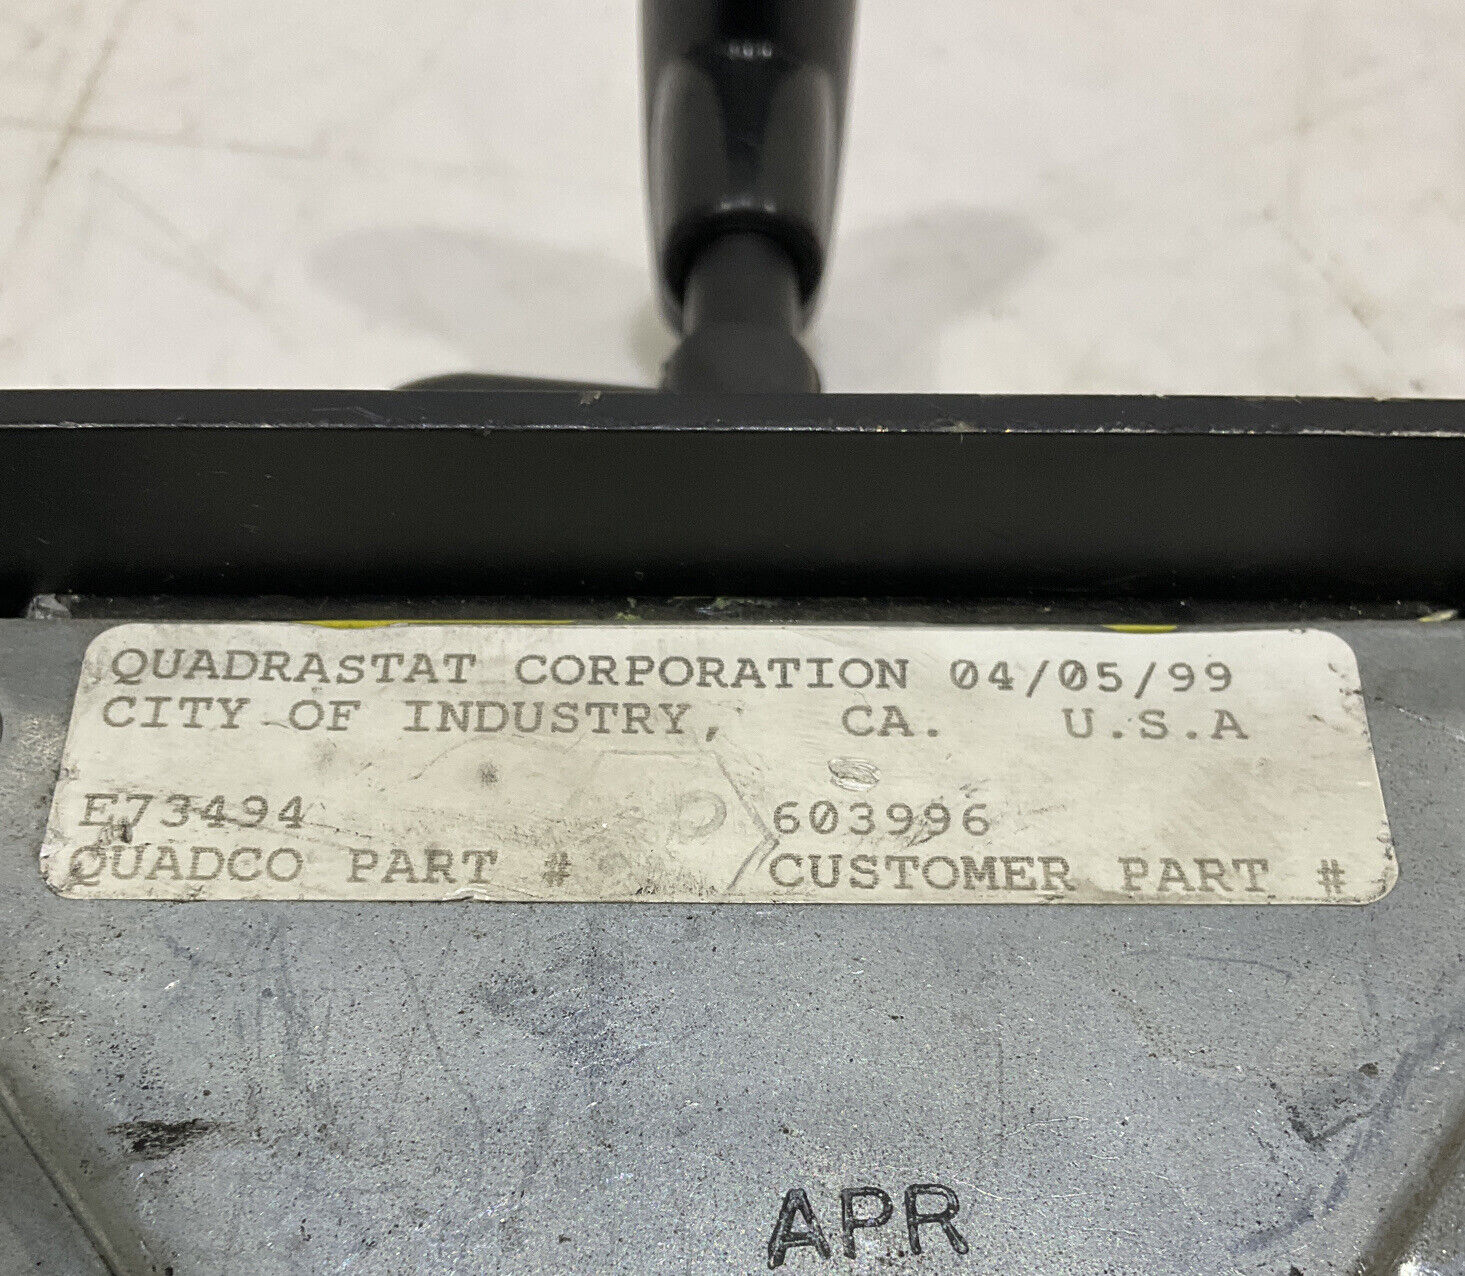 QUADRASTAT CORPORATION 04/05/99
CITY OF INDUSTRY, CA. U.S.A
E73494 603996
QUADCO PART # CUSTOMER PART #
APR